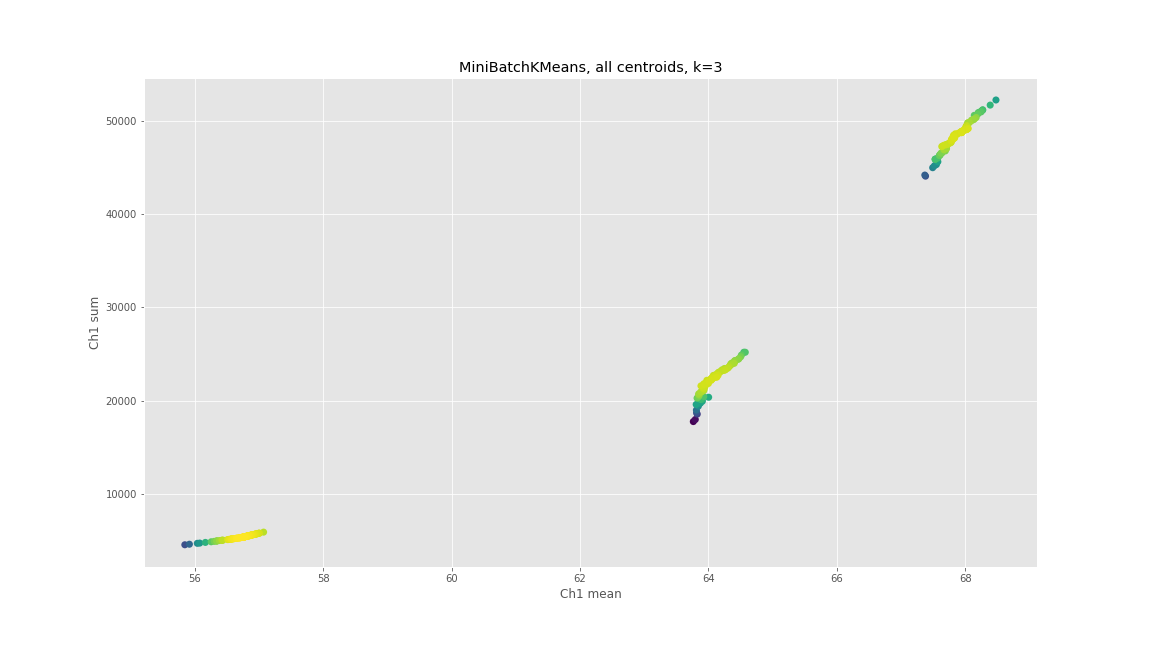 MiniBatchKMeans, all centroids, k=3
50000
40000
30000
20000
10000
Ch1 sum
56 58 60 62 64 66 68
Ch1 mean